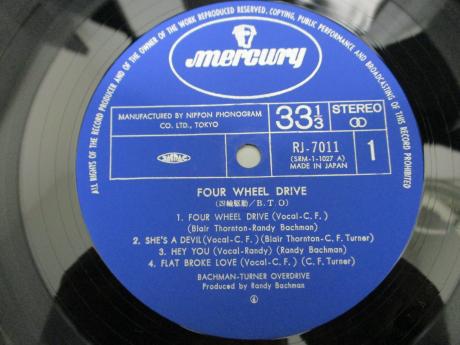 ALL RIGHTS OF THE RECORD PRODUCER AND OF THE OWNER OF THE WORK REPRODUCED RESERVED. COPYING, PUBLIC PERFORMANCE AND BROADCASTING OF THIS RECORD PROHIBITED
mercury
MANUFACTURED BY NIPPON PHONOGRAM
CO. LTD., TOKYO
33 1/3
STEREO
RJ-7011
(SRM-1-1027 A)
MADE IN JAPAN
1
FOUR WHEEL DRIVE
(四輪駆動/B.T.O)
1. FOUR WHEEL DRIVE (Vocal-C.F.)
(Blair Thornton-Randy Bachman)
2. SHE'S A DEVIL (Vocal-C.F.) (Blair Thornton-C.F. Turner)
3. HEY YOU (Vocal-Randy) (Randy Bachman)
4. FLAT BROKE LOVE (Vocal-C.F.) (C.F. Turner)
BACHMAN-TURNER OVERDRIVE
Produced by Randy Bachman